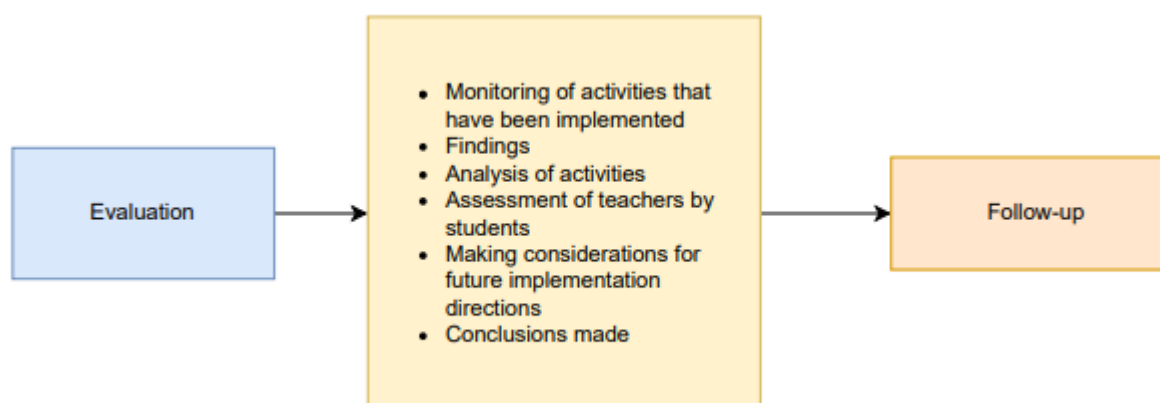 Evaluation
• Monitoring of activities that
have been implemented
• Findings
• Analysis of activities
• Assessment of teachers by
students
• Making considerations for
future implementation
directions
• Conclusions made
Follow-up